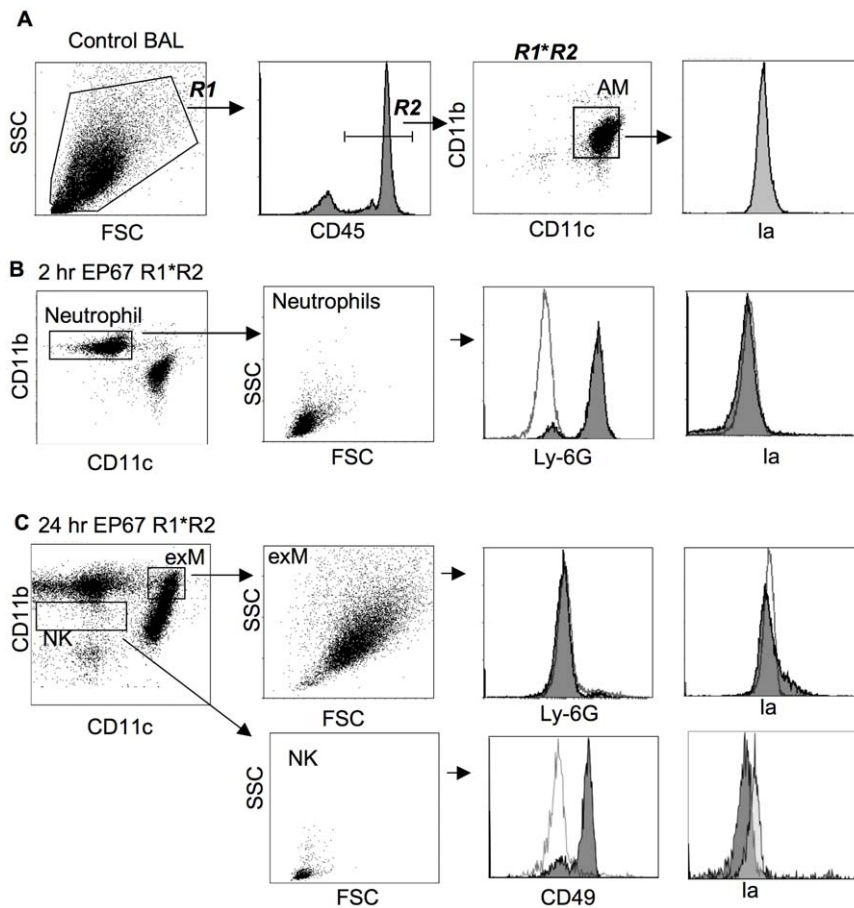 A
Control BAL
R1
SSC
FSC
R2
CD45
R1*R2
AM
CD11b
CD11c
Ia
B 2 hr EP67 R1*R2
Neutrophil
CD11b
CD11c
Neutrophils
SSC
FSC
Ly-6G
Ia
C 24 hr EP67 R1*R2
exM
CD11b
NK
CD11c
exM
SSC
FSC
Ly-6G
Ia
NK
SSC
FSC
CD49
Ia